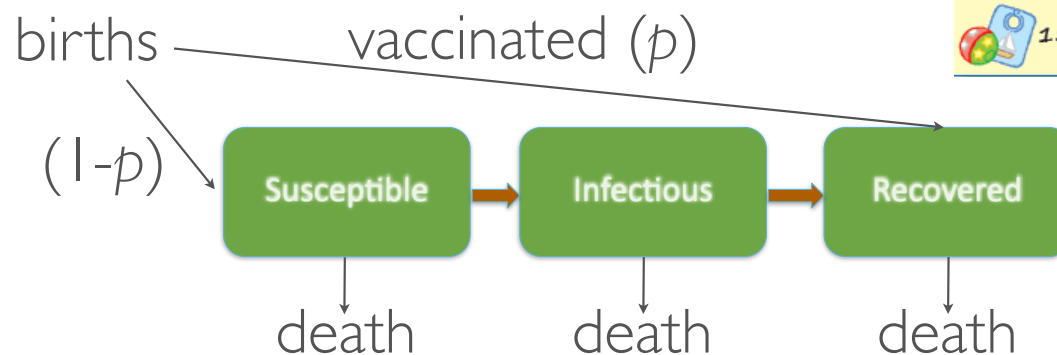 births
vaccinated (p)
(1-p)
Susceptible
Infectious
Recovered
death
death
death